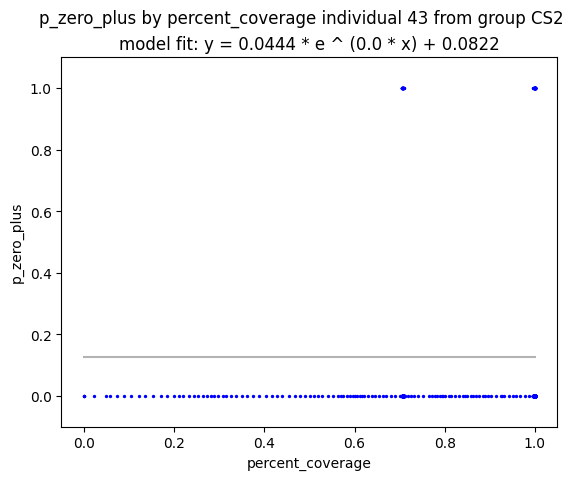 p_zero_plus by percent_coverage individual 43 from group CS2
model fit: y = 0.0444 * e ^ (0.0 * x) + 0.0822
1.0
0.8
0.6
0.4
0.2
0.0
p_zero_plus
0.0 0.2 0.4 0.6 0.8 1.0
percent_coverage